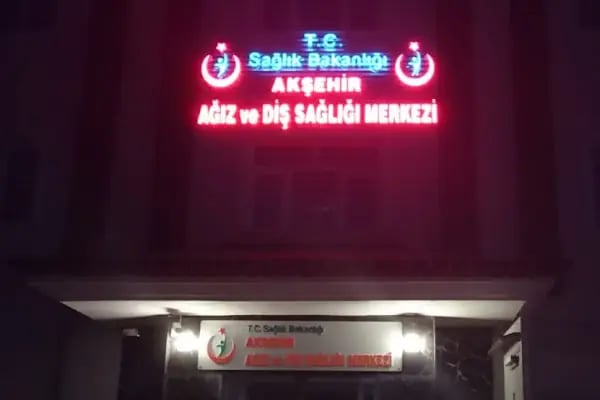 T.C.
Sağlık Bakanlığı
AKŞEHİR
AĞIZ ve DİŞ SAĞLIĞI MERKEZİ
T.C. Sağlık Bakanlığı
AKŞEHİR
AĞIZ ve DİŞ SAĞLIĞI MERKEZİ